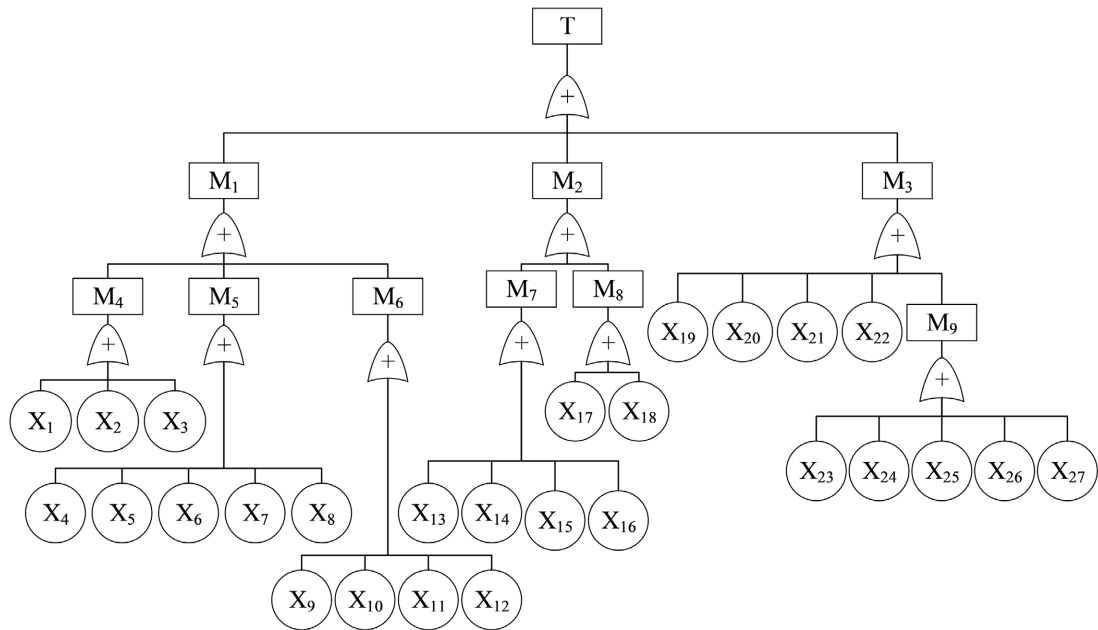 T
+
M₁ M₂ M₃
+ + +
M₄ M₅ M₆ M₇ M₈ M₉
+ + + + + +
X₁ X₂ X₃
X₁₇ X₁₈
X₁₉ X₂₀ X₂₁ X₂₂
X₂₃ X₂₄ X₂₅ X₂₆ X₂₇
X₄ X₅ X₆ X₇ X₈
X₁₃ X₁₄ X₁₅ X₁₆
X₉ X₁₀ X₁₁ X₁₂